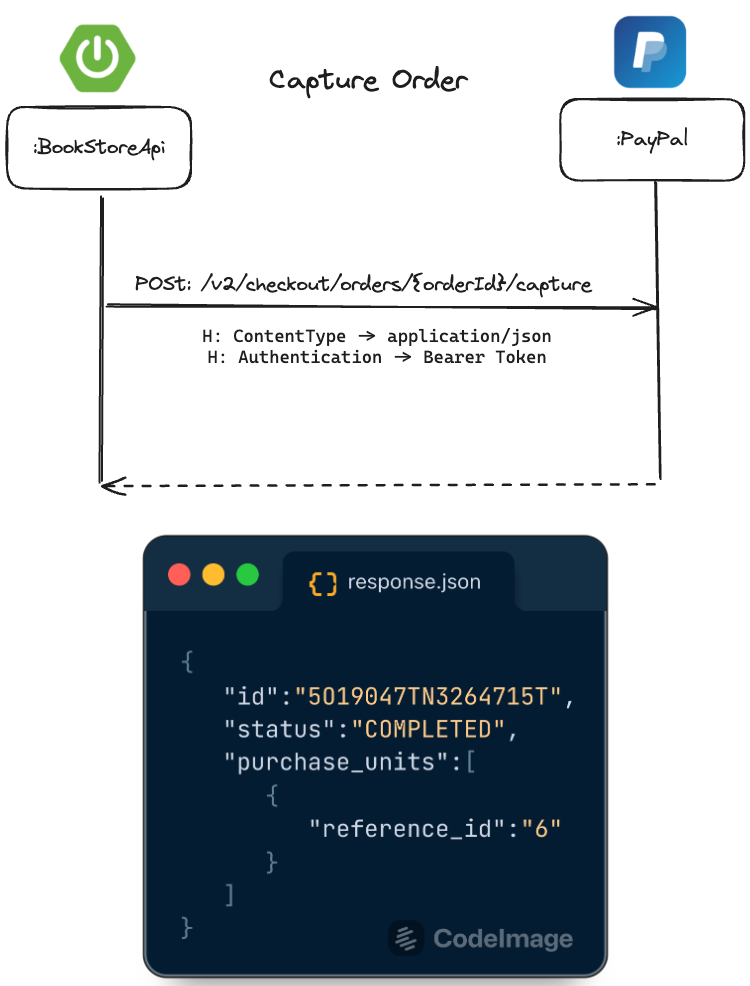 Capture Order
:BookStoreApi
:PayPal
POST: /v2/checkout/orders/{orderId}/capture
H: ContentType → application/json
H: Authentication → Bearer Token
{} response.json
{
"id":"5O19047TN3264715T",
"status":"COMPLETED",
"purchase_units":[
{
"reference_id":"6"
}
]
}
CodeImage